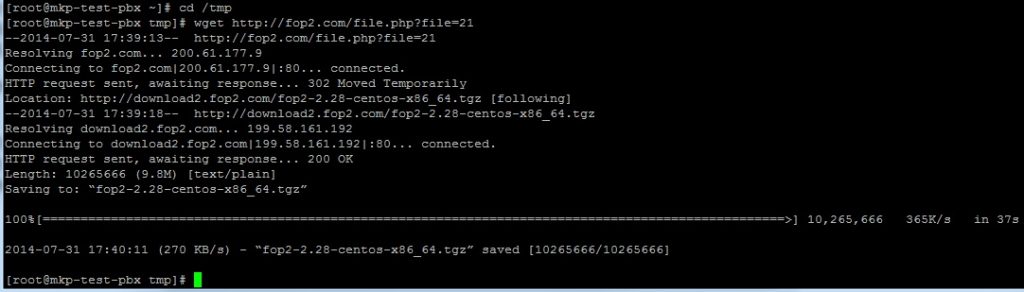 [root@mkp-test-pbx ~]# cd /tmp
[root@mkp-test-pbx tmp]# wget http://fop2.com/file.php?file=21
--2014-07-31 17:39:13--  http://fop2.com/file.php?file=21
Resolving fop2.com... 200.61.177.9
Connecting to fop2.com|200.61.177.9|:80... connected.
HTTP request sent, awaiting response... 302 Moved Temporarily
Location: http://download2.fop2.com/fop2-2.28-centos-x86_64.tgz [following]
--2014-07-31 17:39:18--  http://download2.fop2.com/fop2-2.28-centos-x86_64.tgz
Resolving download2.fop2.com... 199.58.161.192
Connecting to download2.fop2.com|199.58.161.192|:80... connected.
HTTP request sent, awaiting response... 200 OK
Length: 10265666 (9.8M) [text/plain]
Saving to: “fop2-2.28-centos-x86_64.tgz”
100%[===================================================================================================>] 10,265,666   365K/s   in 37s
2014-07-31 17:40:11 (270 KB/s) - “fop2-2.28-centos-x86_64.tgz” saved [10265666/10265666]
[root@mkp-test-pbx tmp]#